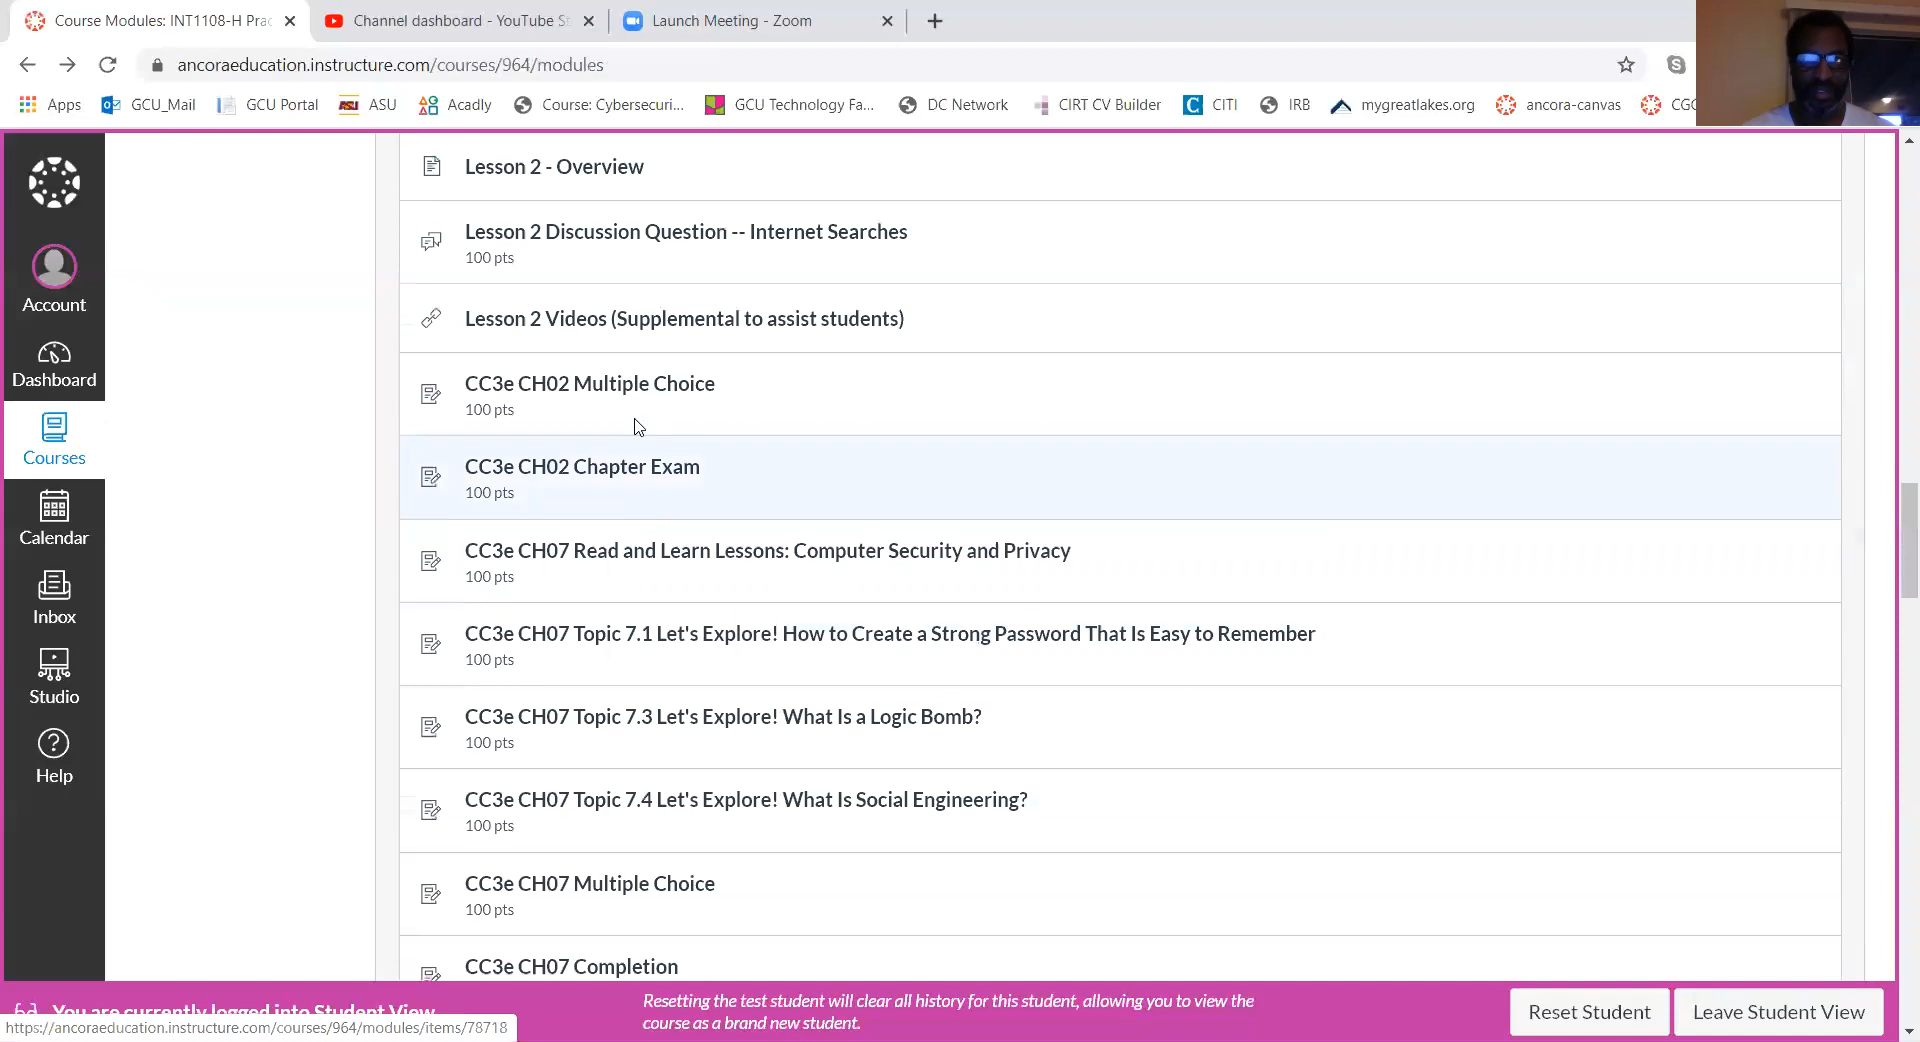 Course Modules: INT1108-H Prac
Channel dashboard - YouTube S
Launch Meeting - Zoom
ancoraeducation.instructure.com/courses/964/modules
Apps GCU_Mail GCU Portal ASU Acadly Course: Cybersecuri... GCU Technology Fa... DC Network CIRT CV Builder CITI IRB mygreatlakes.org ancora-canvas CGC
Account
Dashboard
Courses
Calendar
Inbox
Studio
Help
Lesson 2 - Overview
Lesson 2 Discussion Question -- Internet Searches
100 pts
Lesson 2 Videos (Supplemental to assist students)
CC3e CH02 Multiple Choice
100 pts
CC3e CH02 Chapter Exam
100 pts
CC3e CH07 Read and Learn Lessons: Computer Security and Privacy
100 pts
CC3e CH07 Topic 7.1 Let's Explore! How to Create a Strong Password That Is Easy to Remember
100 pts
CC3e CH07 Topic 7.3 Let's Explore! What Is a Logic Bomb?
100 pts
CC3e CH07 Topic 7.4 Let's Explore! What Is Social Engineering?
100 pts
CC3e CH07 Multiple Choice
100 pts
CC3e CH07 Completion
You are currently logged into Student View
https://ancoraeducation.instructure.com/courses/964/modules/items/78718
Resetting the test student will clear all history for this student, allowing you to view the
course as a brand new student.
Reset Student
Leave Student View